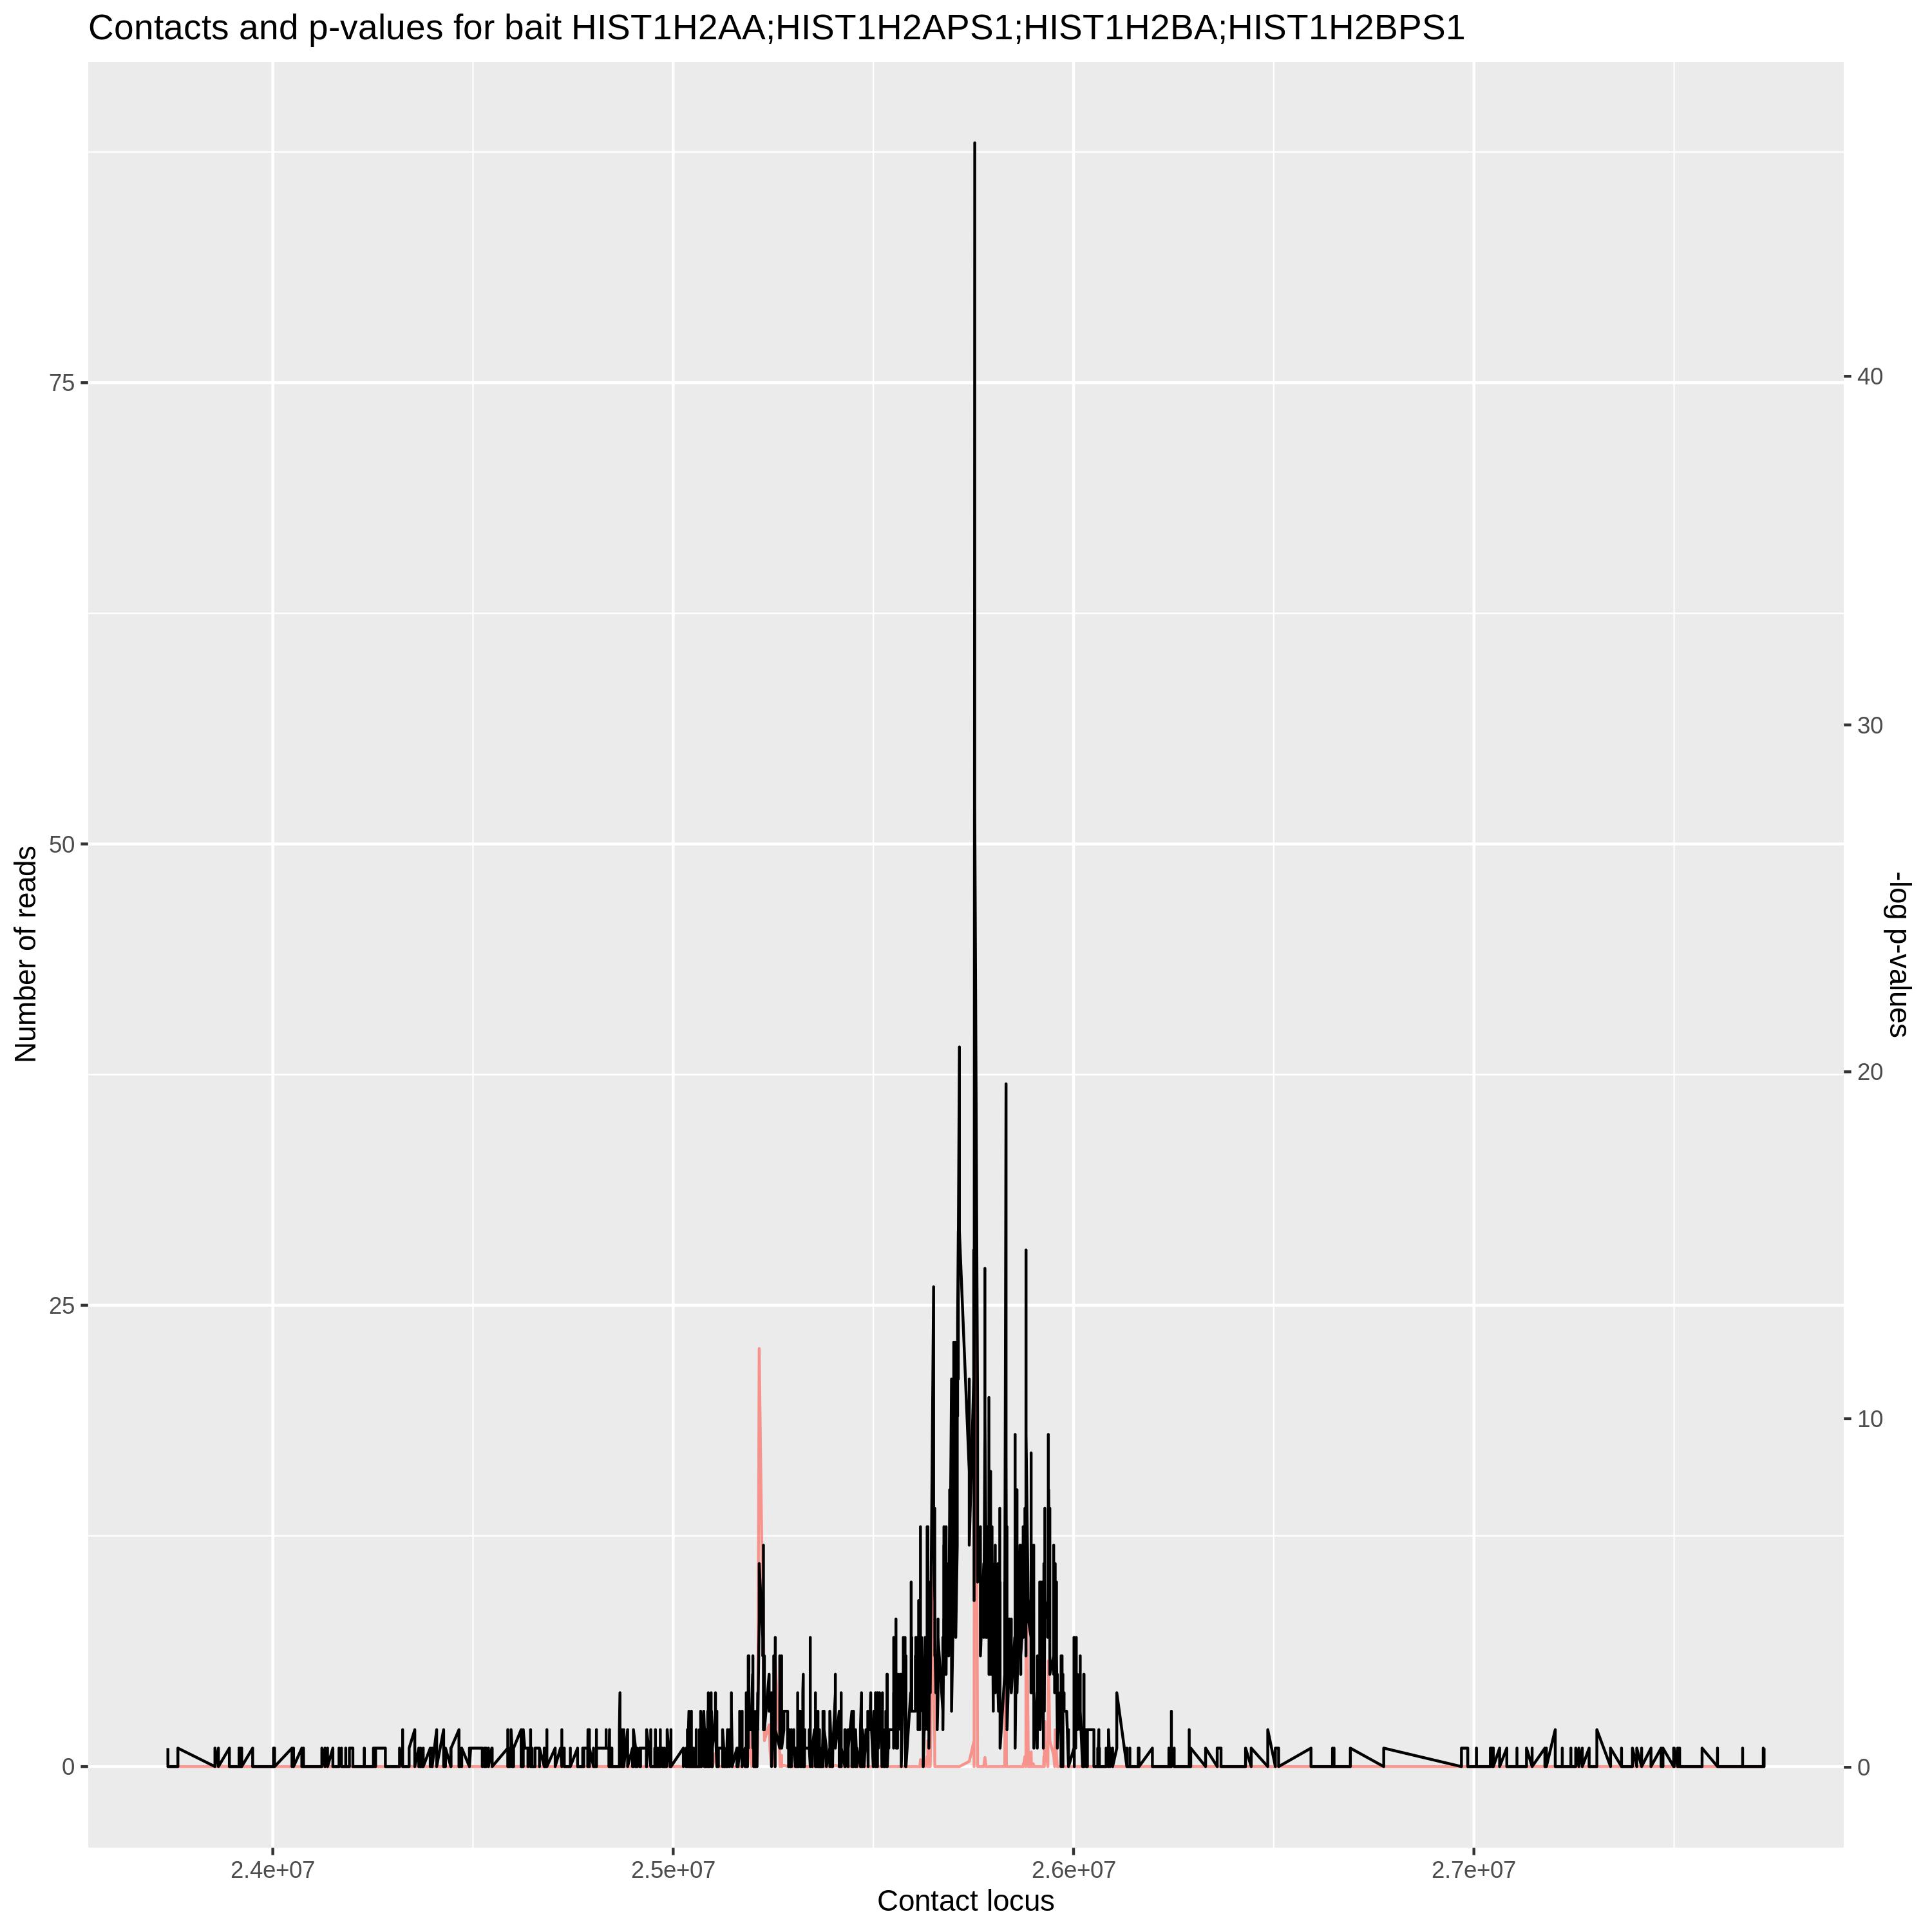 Contacts and p-values for bait HIST1H2AA;HIST1H2APS1;HIST1H2BA;HIST1H2BPS1
75
50
25
0
Number of reads
40
30
20
10
0
-log p-values
2.4e+07
2.5e+07
2.6e+07
2.7e+07
Contact locus